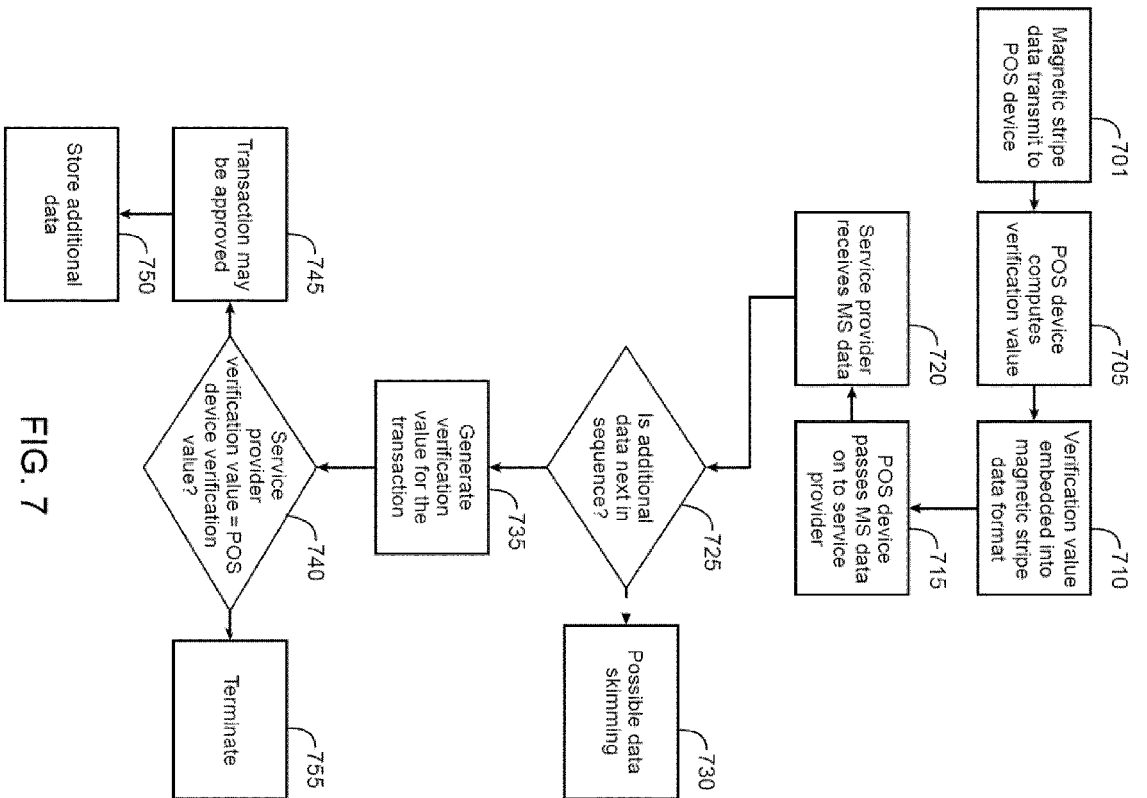 701
Magnetic stripe
data transmit to
POS device
705
POS device
computes
verification value
710
Verification value
embedded into
magnetic stripe
data format
715
POS device
passes MS data
on to service
provider
720
Service provider
receives MS data
725
Is additional
data next in
sequence?
730
Possible data
skimming
735
Generate
verification
value for the
transaction
740
Service
provider
verification value = POS
device verification
value?
745
Transaction may
be approved
750
Store additional
data
755
Terminate
FIG. 7